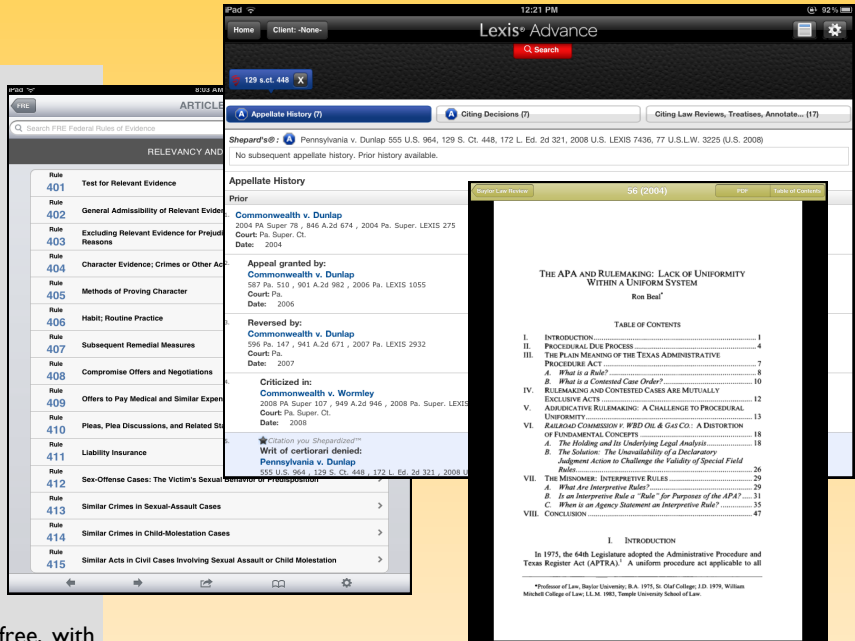 iPad
8:03 AM
FRE
ARTICLE
Search FRE Federal Rules of Evidence
RELEVANCY AND
Rule
401
Test for Relevant Evidence
Rule
402
General Admissibility of Relevant Eviden
Rule
403
Excluding Relevant Evidence for Prejudi
Reasons
Rule
404
Character Evidence; Crimes or Other Ac
Rule
405
Methods of Proving Character
Rule
406
Habit; Routine Practice
Rule
407
Subsequent Remedial Measures
Rule
408
Compromise Offers and Negotiations
Rule
409
Offers to Pay Medical and Similar Expen
Rule
410
Pleas, Plea Discussions, and Related Sta
Rule
411
Liability Insurance
Rule
412
Sex-Offense Cases: The Victim's Sexual Behavior or Predisposition
Rule
413
Similar Crimes in Sexual-Assault Cases
Rule
414
Similar Crimes in Child-Molestation Cases
Rule
415
Similar Acts in Civil Cases Involving Sexual Assault or Child Molestation
iPad
12:21 PM
92%
Home
Client: -None-
Lexis® Advance
Search
129 s.ct. 448 X
A Appellate History (7)
A Citing Decisions (7)
Citing Law Reviews, Treatises, Annotate... (17)
Shepard's®: A Pennsylvania v. Dunlap 555 U.S. 964, 129 S. Ct. 448, 172 L. Ed. 2d 321, 2008 U.S. LEXIS 7436, 77 U.S.L.W. 3225 (U.S. 2008)
No subsequent appellate history. Prior history available.
Appellate History
Prior
1. Commonwealth v. Dunlap
2004 PA Super 78 , 846 A.2d 674 , 2004 Pa. Super. LEXIS 275
Court: Pa. Super. Ct.
Date: 2004
2. Appeal granted by:
Commonwealth v. Dunlap
587 Pa. 510 , 901 A.2d 982 , 2006 Pa. LEXIS 1055
Court: Pa.
Date: 2006
3. Reversed by:
Commonwealth v. Dunlap
596 Pa. 147 , 941 A.2d 671 , 2007 Pa. LEXIS 2932
Court: Pa.
Date: 2007
4. Criticized in:
Commonwealth v. Wormley
2008 PA Super 107 , 949 A.2d 946 , 2008 Pa. Super. LEXIS
Court: Pa. Super. Ct.
Date: 2008
5. Citation you Shepardized™
Writ of certiorari denied:
Pennsylvania v. Dunlap
555 U.S. 964 , 129 S. Ct. 448 , 172 L. Ed. 2d 321 , 2008 U
Baylor Law Review
56 (2004)
PDF
Table of Contents
THE APA AND RULEMAKING: LACK OF UNIFORMITY
WITHIN A UNIFORM SYSTEM
Ron Beal*
TABLE OF CONTENTS
I. INTRODUCTION 1
II. PROCEDURAL DUE PROCESS 4
III. THE PLAIN MEANING OF THE TEXAS ADMINISTRATIVE
PROCEDURE ACT 7
A. What is a Rule? 8
B. What is a Contested Case Order? 10
IV. RULEMAKING AND CONTESTED CASES ARE MUTUALLY
EXCLUSIVE ACTS 12
V. ADJUDICATIVE RULEMAKING: A CHALLENGE TO PROCEDURAL
UNIFORMITY 13
VI. RAILROAD COMMISSION V. WBD OIL & GAS CO.: A DISTORTION
OF FUNDAMENTAL CONCEPTS 18
A. The Holding and Its Underlying Legal Analysis 18
B. The Solution: The Unavailability of a Declaratory
Judgment Action to Challenge the Validity of Special Field
Rules 26
VII. THE MISNOMER: INTERPRETIVE RULES 29
A. What Are Interpretive Rules? 29
B. Is an Interpretive Rule a "Rule" for Purposes of the APA? 31
C. When is an Agency Statement an Interpretive Rule? 35
VIII. CONCLUSION 47
I. INTRODUCTION
In 1975, the 64th Legislature adopted the Administrative Procedure and
Texas Register Act (APTRA).¹ A uniform procedure act applicable to all
*Professor of Law, Baylor University; B.A. 1975, St. Olaf College; J.D. 1979, William
Mitchell College of Law; LL.M. 1983, Temple University School of Law.
free, with